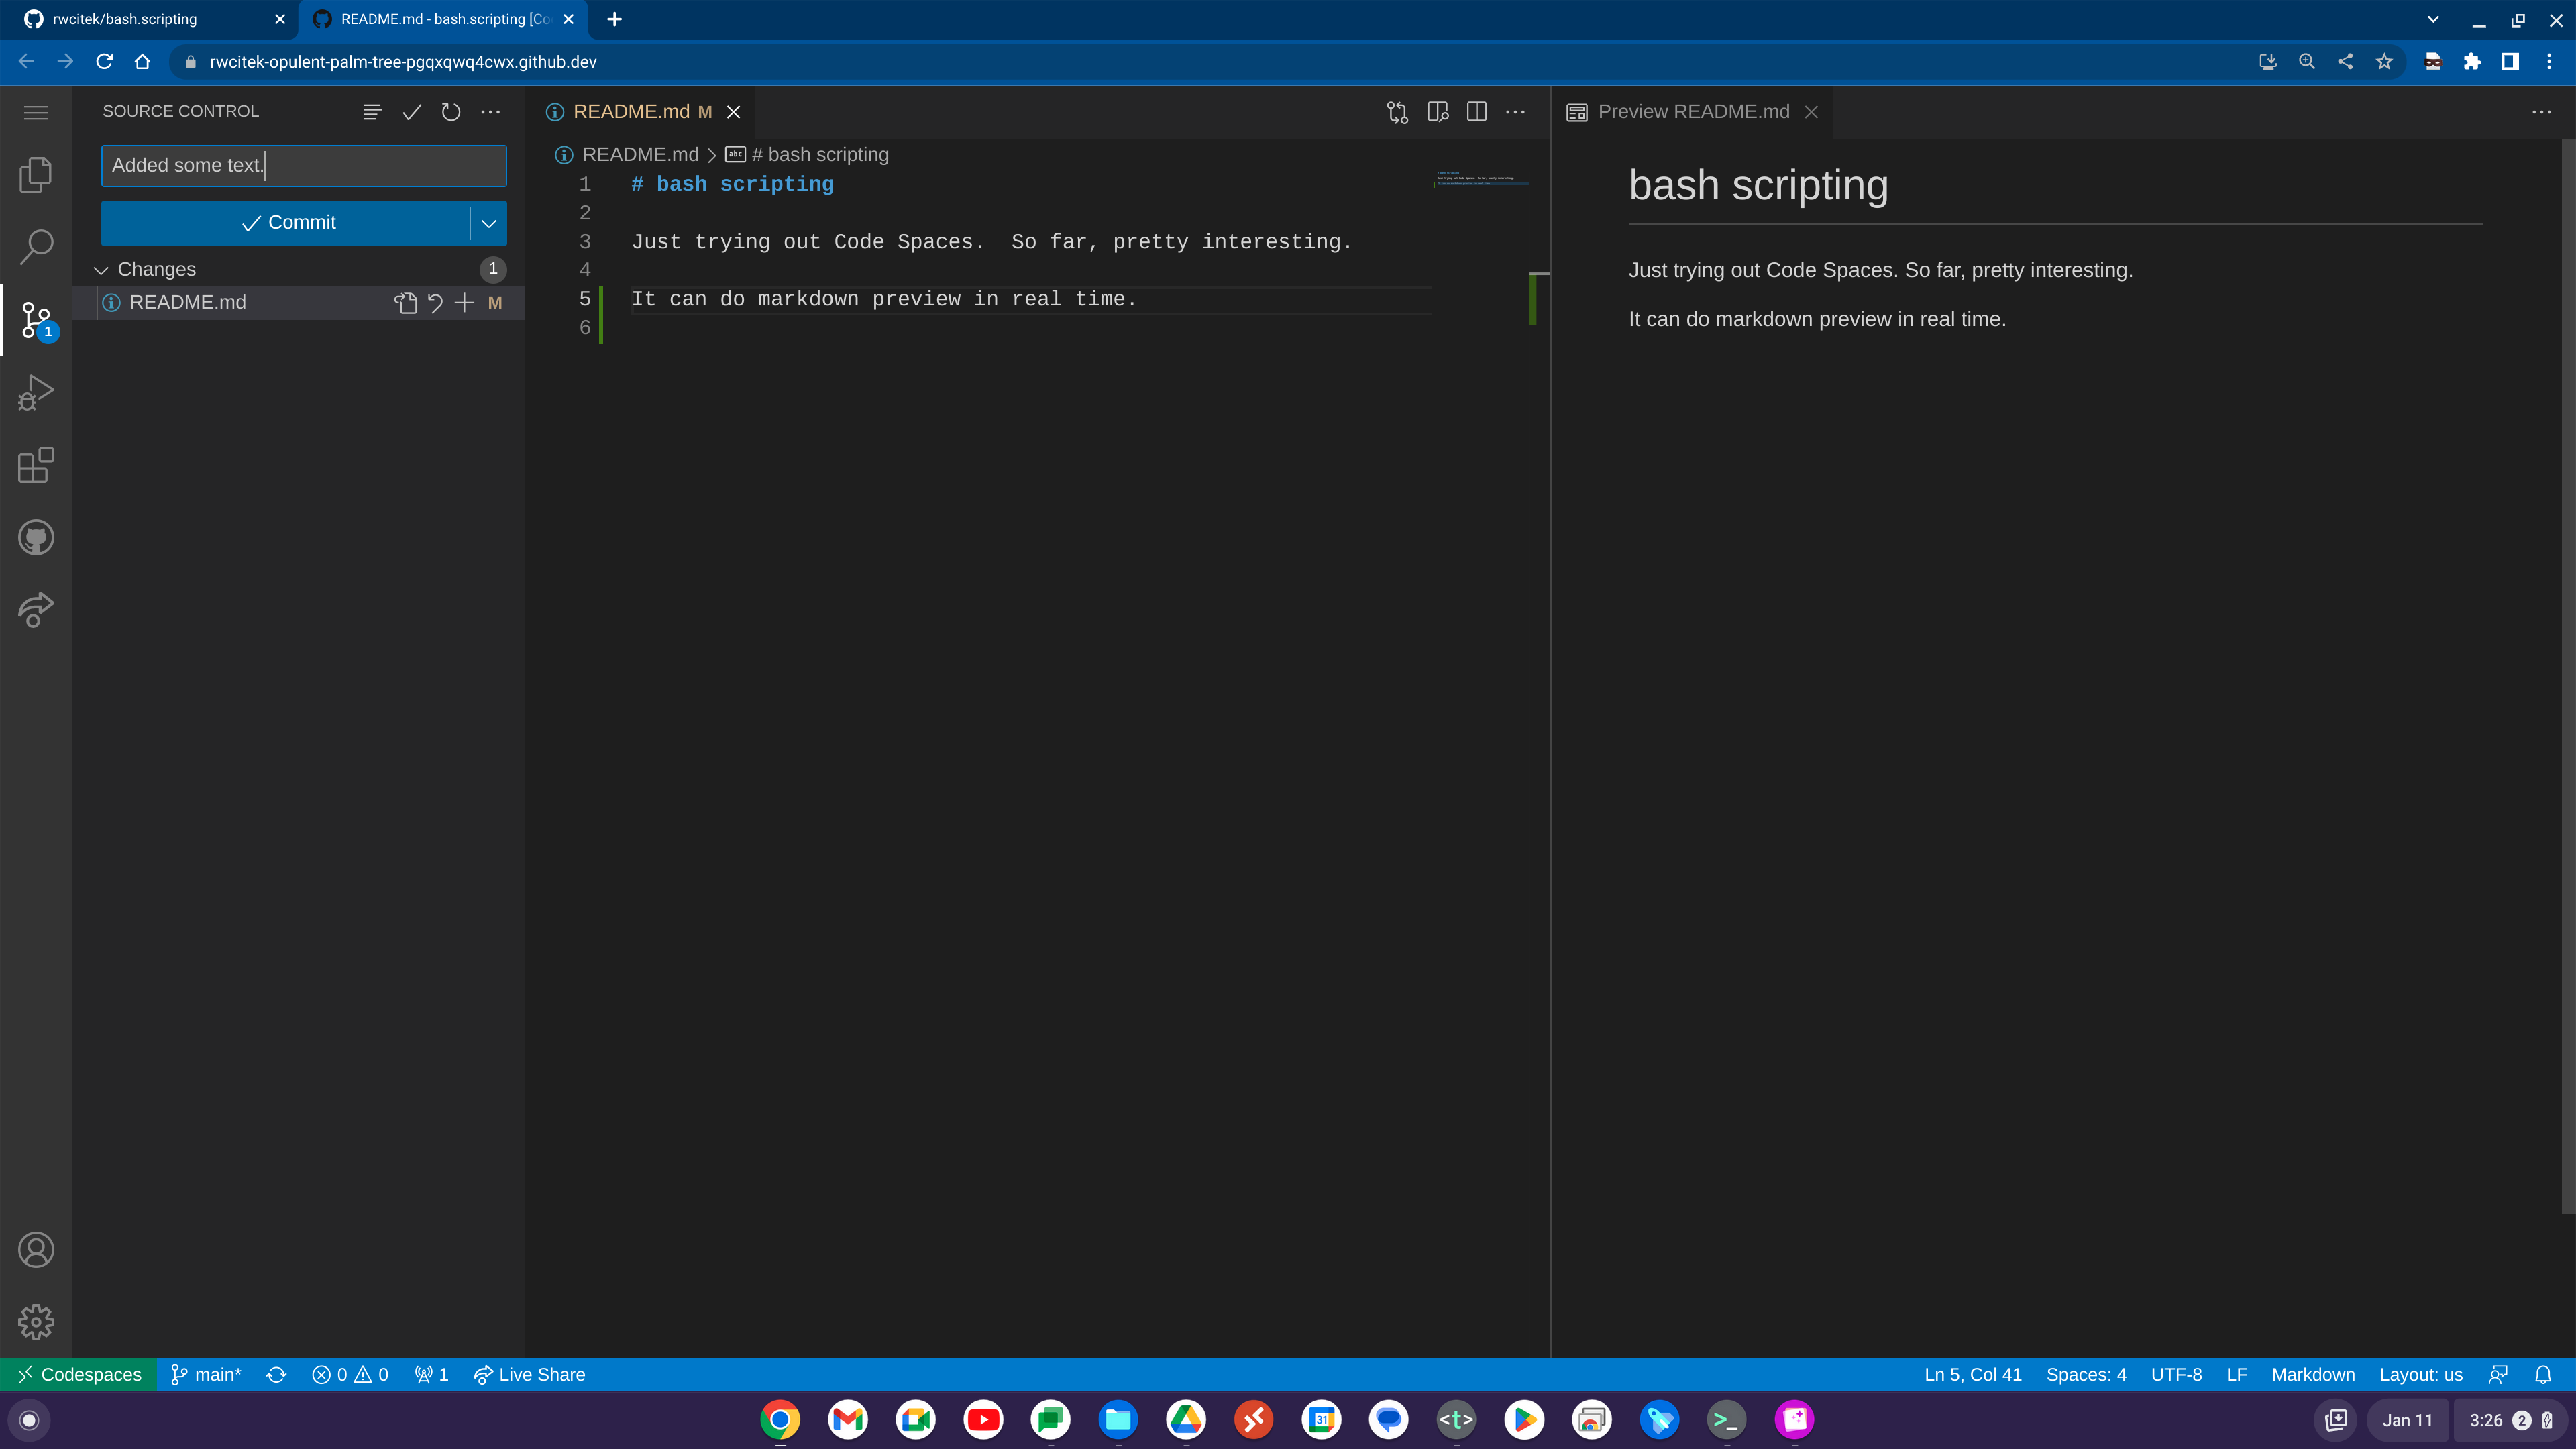 rwcitek/bash.scripting
README.md - bash.scripting [Co
rwcitek-opulent-palm-tree-pgqxqwq4cwx.github.dev
SOURCE CONTROL
Added some text.
Commit
Changes 1
README.md M
1
README.md M
README.md > # bash scripting
1 # bash scripting
2
3 Just trying out Code Spaces.  So far, pretty interesting.
4
5 It can do markdown preview in real time.
6
Preview README.md
bash scripting
Just trying out Code Spaces. So far, pretty interesting.
It can do markdown preview in real time.
Codespaces main* 0 0 1 Live Share
Ln 5, Col 41 Spaces: 4 UTF-8 LF Markdown Layout: us
31
<t>
>_
Jan 11
3:26 2